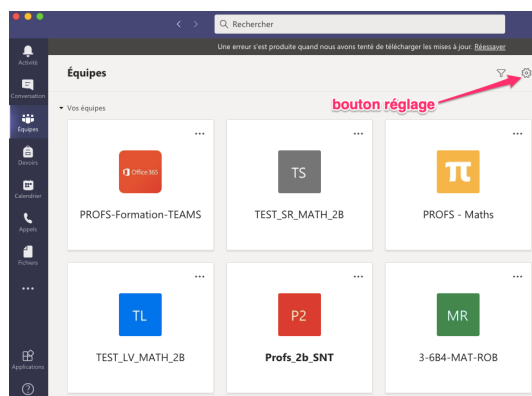 Rechercher
Une erreur s'est produite quand nous avons tenté de télécharger les mises à jour. Réessayer
Activité
Équipes
Conversation
bouton réglage
Vos équipes
Équipes
Office 365
TS
π
Devoirs
PROFS-Formation-TEAMS
TEST_SR_MATH_2B
PROFS - Maths
Calendrier
Appels
Fichiers
TL
P2
MR
TEST_LV_MATH_2B
Profs_2b_SNT
3-6B4-MAT-ROB
Applications